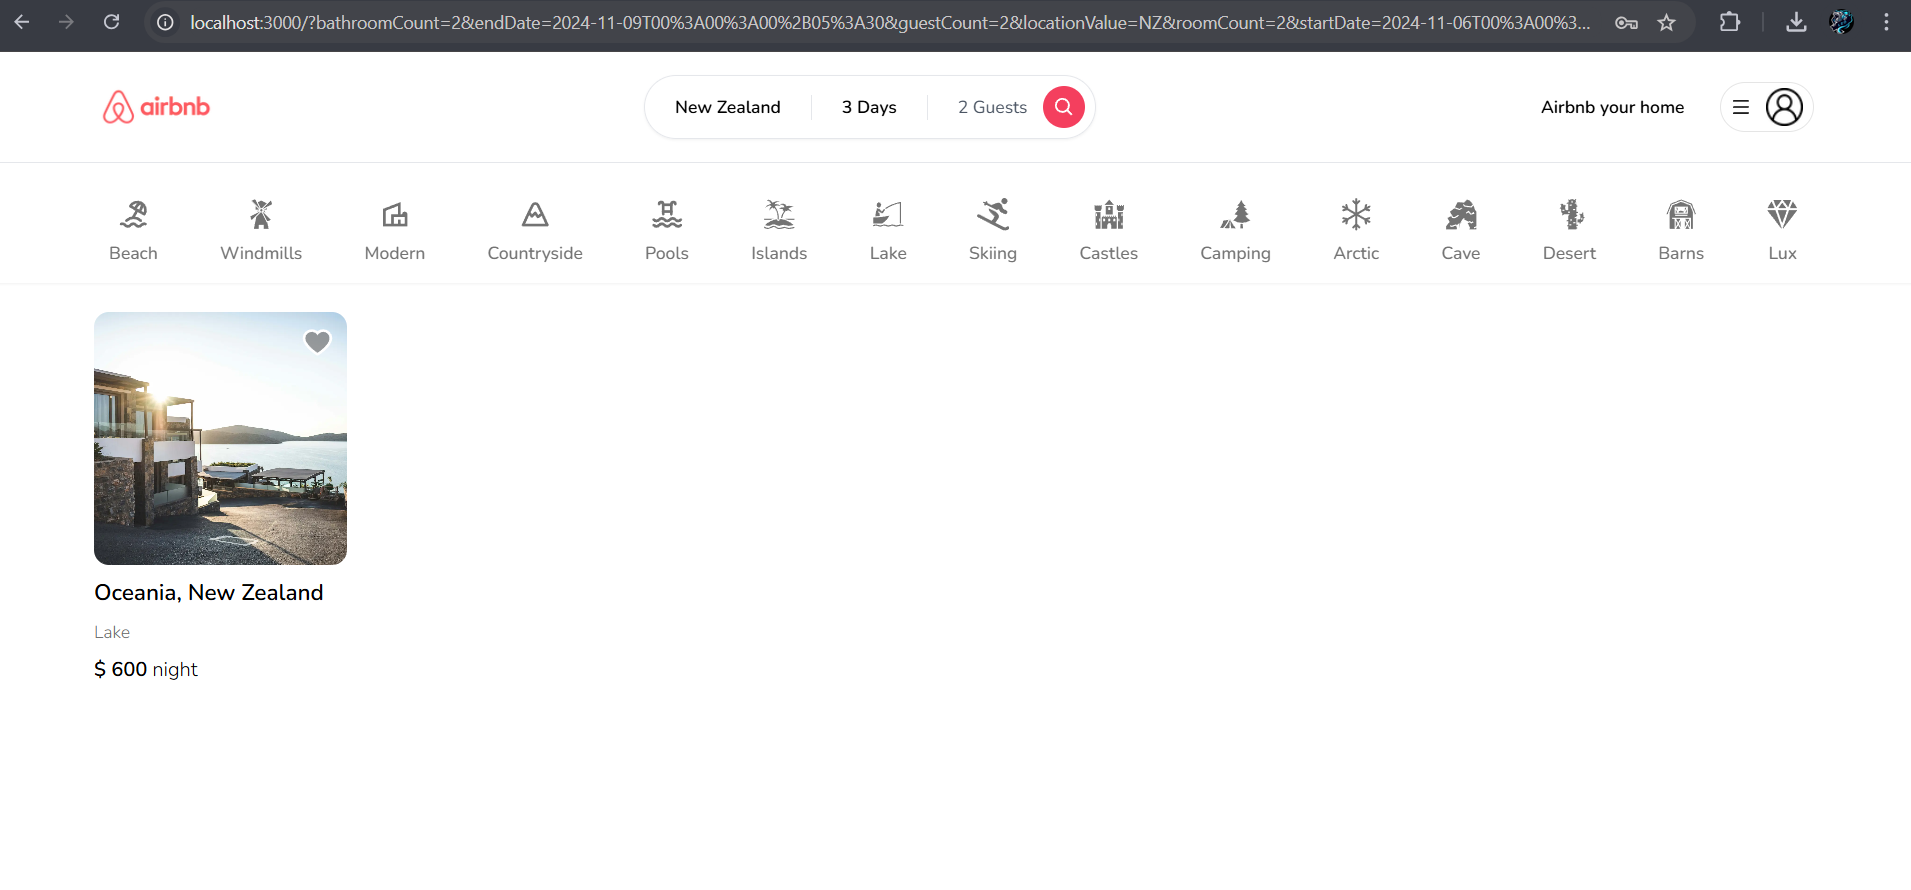 localhost:3000/?bathroomCount=2&endDate=2024-11-09T00%3A00%3A00%2B05%3A30&guestCount=2&locationValue=NZ&roomCount=2&startDate=2024-11-06T00%3A00%3...
airbnb
New Zealand 3 Days 2 Guests
Airbnb your home
Beach Windmills Modern Countryside Pools Islands Lake Skiing Castles Camping Arctic Cave Desert Barns Lux
Oceania, New Zealand
Lake
$ 600 night